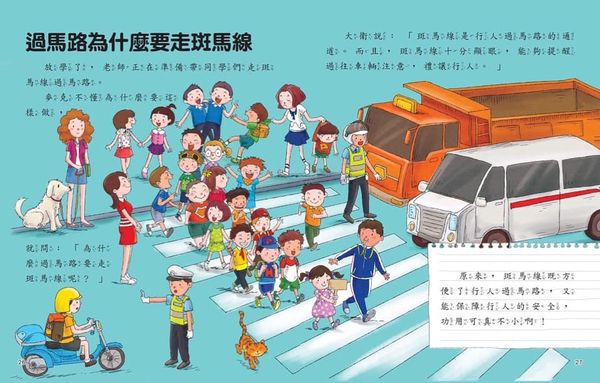 過馬路為什麼要走斑馬線
放學了，老師正在準備帶同學們走斑
馬線過馬路。
麥克不懂為什麼要這
樣做，
就問：「為什
麼過馬路要走
斑馬線呢？」
大衛說：「斑馬線是行人過馬路的通
道。而且，斑馬線十分顯眼，能夠提醒
過往車輛注意，禮讓行人。」
原來，斑馬線既方
便了行人過馬路，又
能保障行人的安全，
功用可真不小啊！
26
27